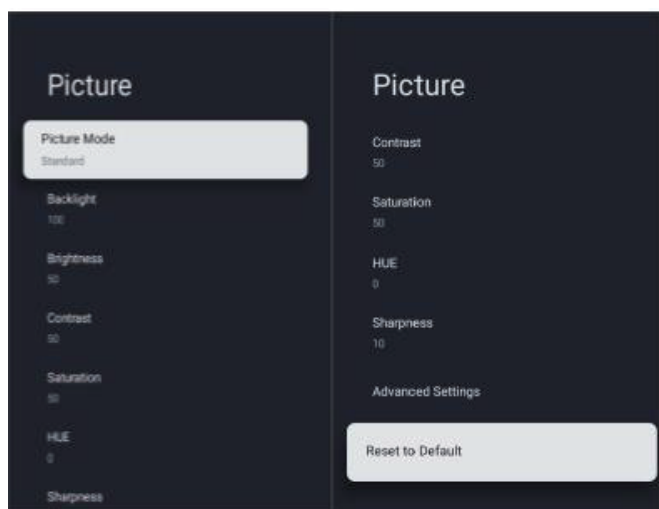 Picture
Picture Mode
Standard
Backlight
100
Brightness
50
Contrast
50
Saturation
50
HUE
0
Sharpness
Picture
Contrast
50
Saturation
50
HUE
0
Sharpness
10
Advanced Settings
Reset to Default